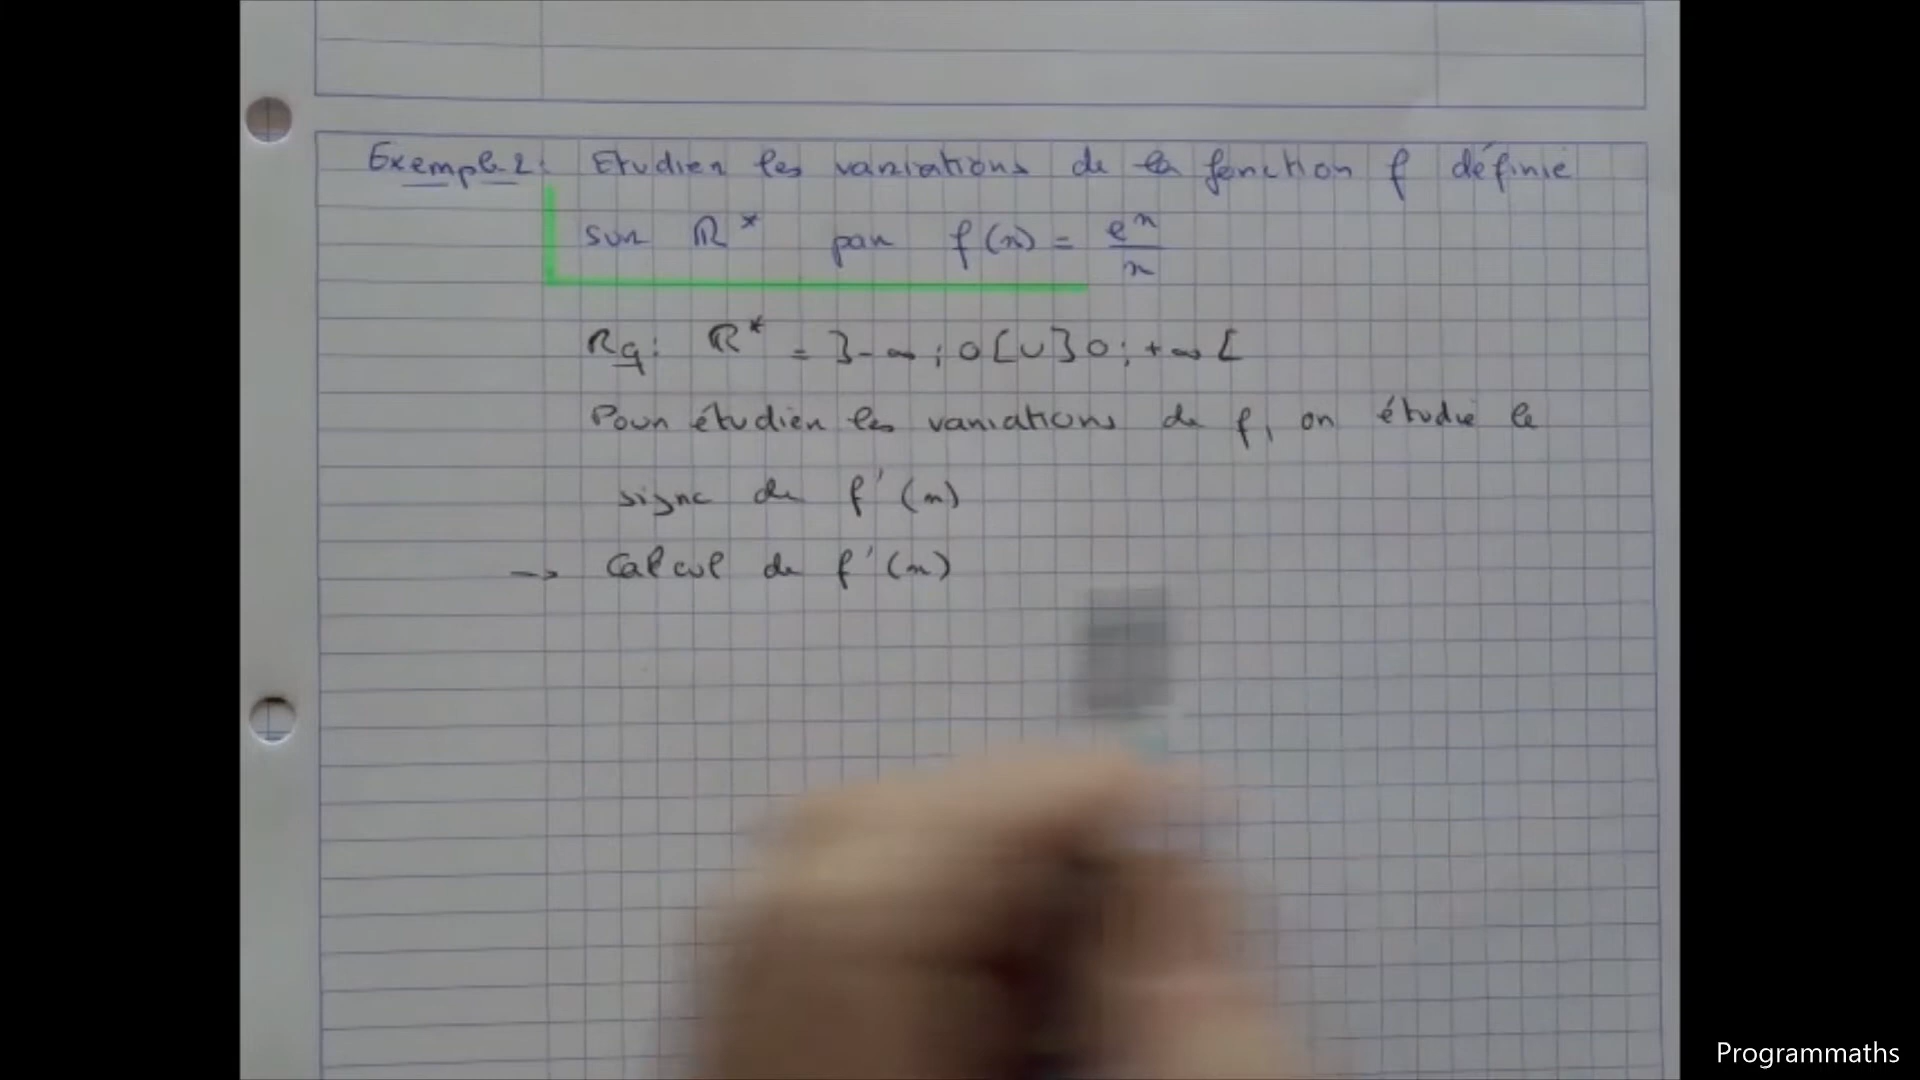 Exemple 2: Etudier les variations de la fonction f définie
sur ℝ* par f(x) = e^x / x
Rq: ℝ* = ]-∞; 0[∪]0; +∞[
Pour étudier les variations de f, on étudie le
signe de f'(x)
→ Calcul de f'(x)
Programmaths